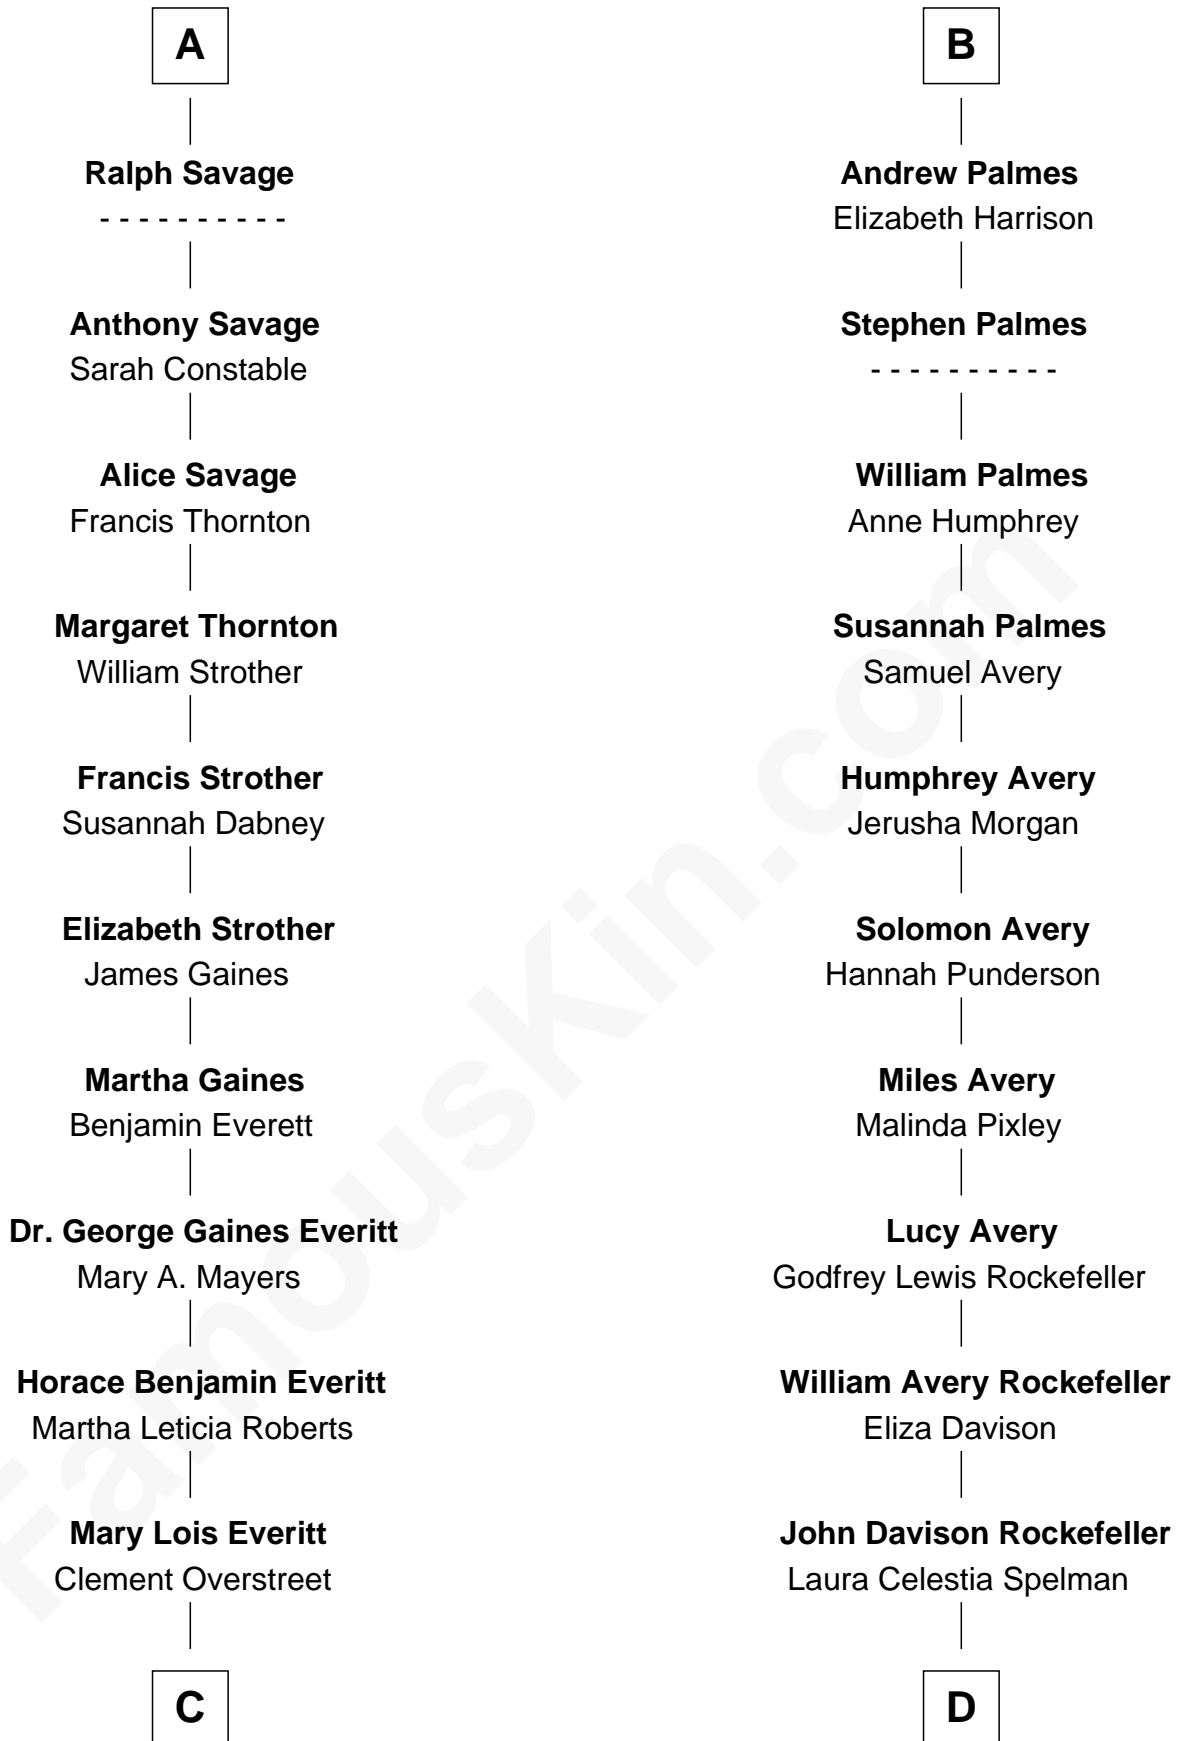 A
Ralph Savage
- - - - - - - - - -
Anthony Savage
Sarah Constable
Alice Savage
Francis Thornton
Margaret Thornton
William Strother
Francis Strother
Susannah Dabney
Elizabeth Strother
James Gaines
Martha Gaines
Benjamin Everett
Dr. George Gaines Everitt
Mary A. Mayers
Horace Benjamin Everitt
Martha Leticia Roberts
Mary Lois Everitt
Clement Overstreet
C
B
Andrew Palmes
Elizabeth Harrison
Stephen Palmes
- - - - - - - - - -
William Palmes
Anne Humphrey
Susannah Palmes
Samuel Avery
Humphrey Avery
Jerusha Morgan
Solomon Avery
Hannah Punderson
Miles Avery
Malinda Pixley
Lucy Avery
Godfrey Lewis Rockefeller
William Avery Rockefeller
Eliza Davison
John Davison Rockefeller
Laura Celestia Spelman
D
FamousKin.com